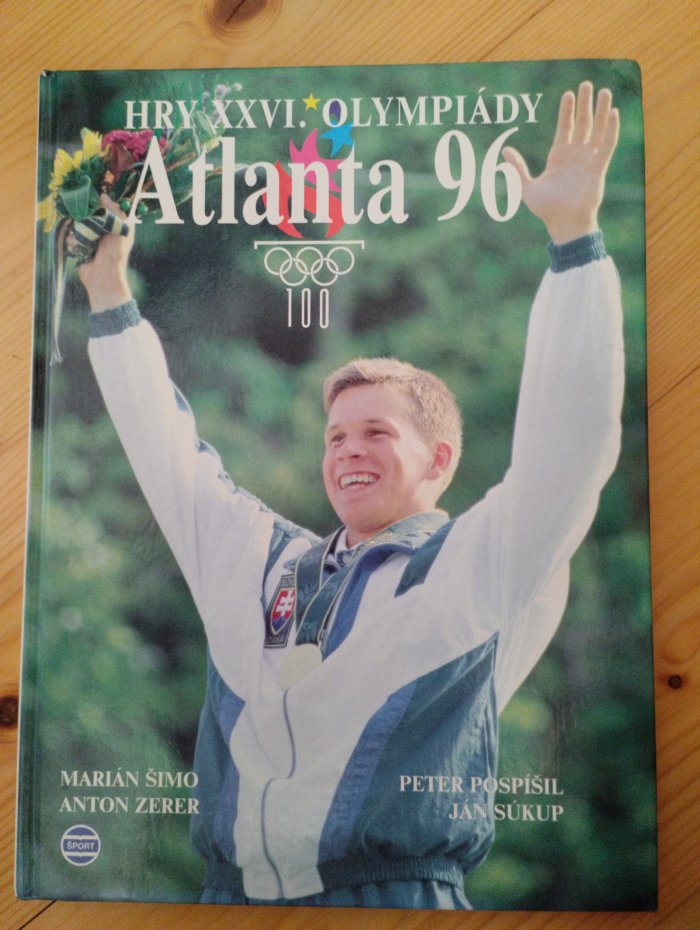 HRY XXVI. OLYMPIÁDY
Atlanta 96
100
MARIÁN ŠIMO
ANTON ZERER
PETER POSPÍŠIL
JÁN SÚKUP
ŠPORT